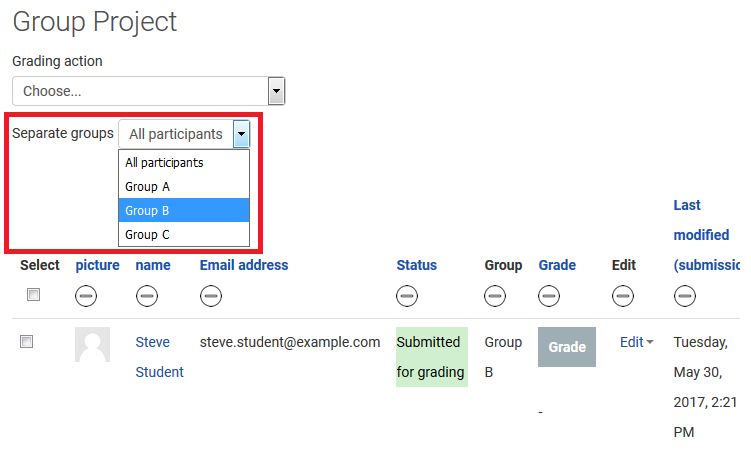 Group Project
Grading action
Choose...
Separate groups All participants
All participants
Group A
Group B
Group C
Last
modified
Select picture name Email address Status Group Grade Edit (submissio
Steve steve.student@example.com Submitted Group Grade Edit Tuesday,
Student for grading B May 30,
- 2017, 2:21
PM